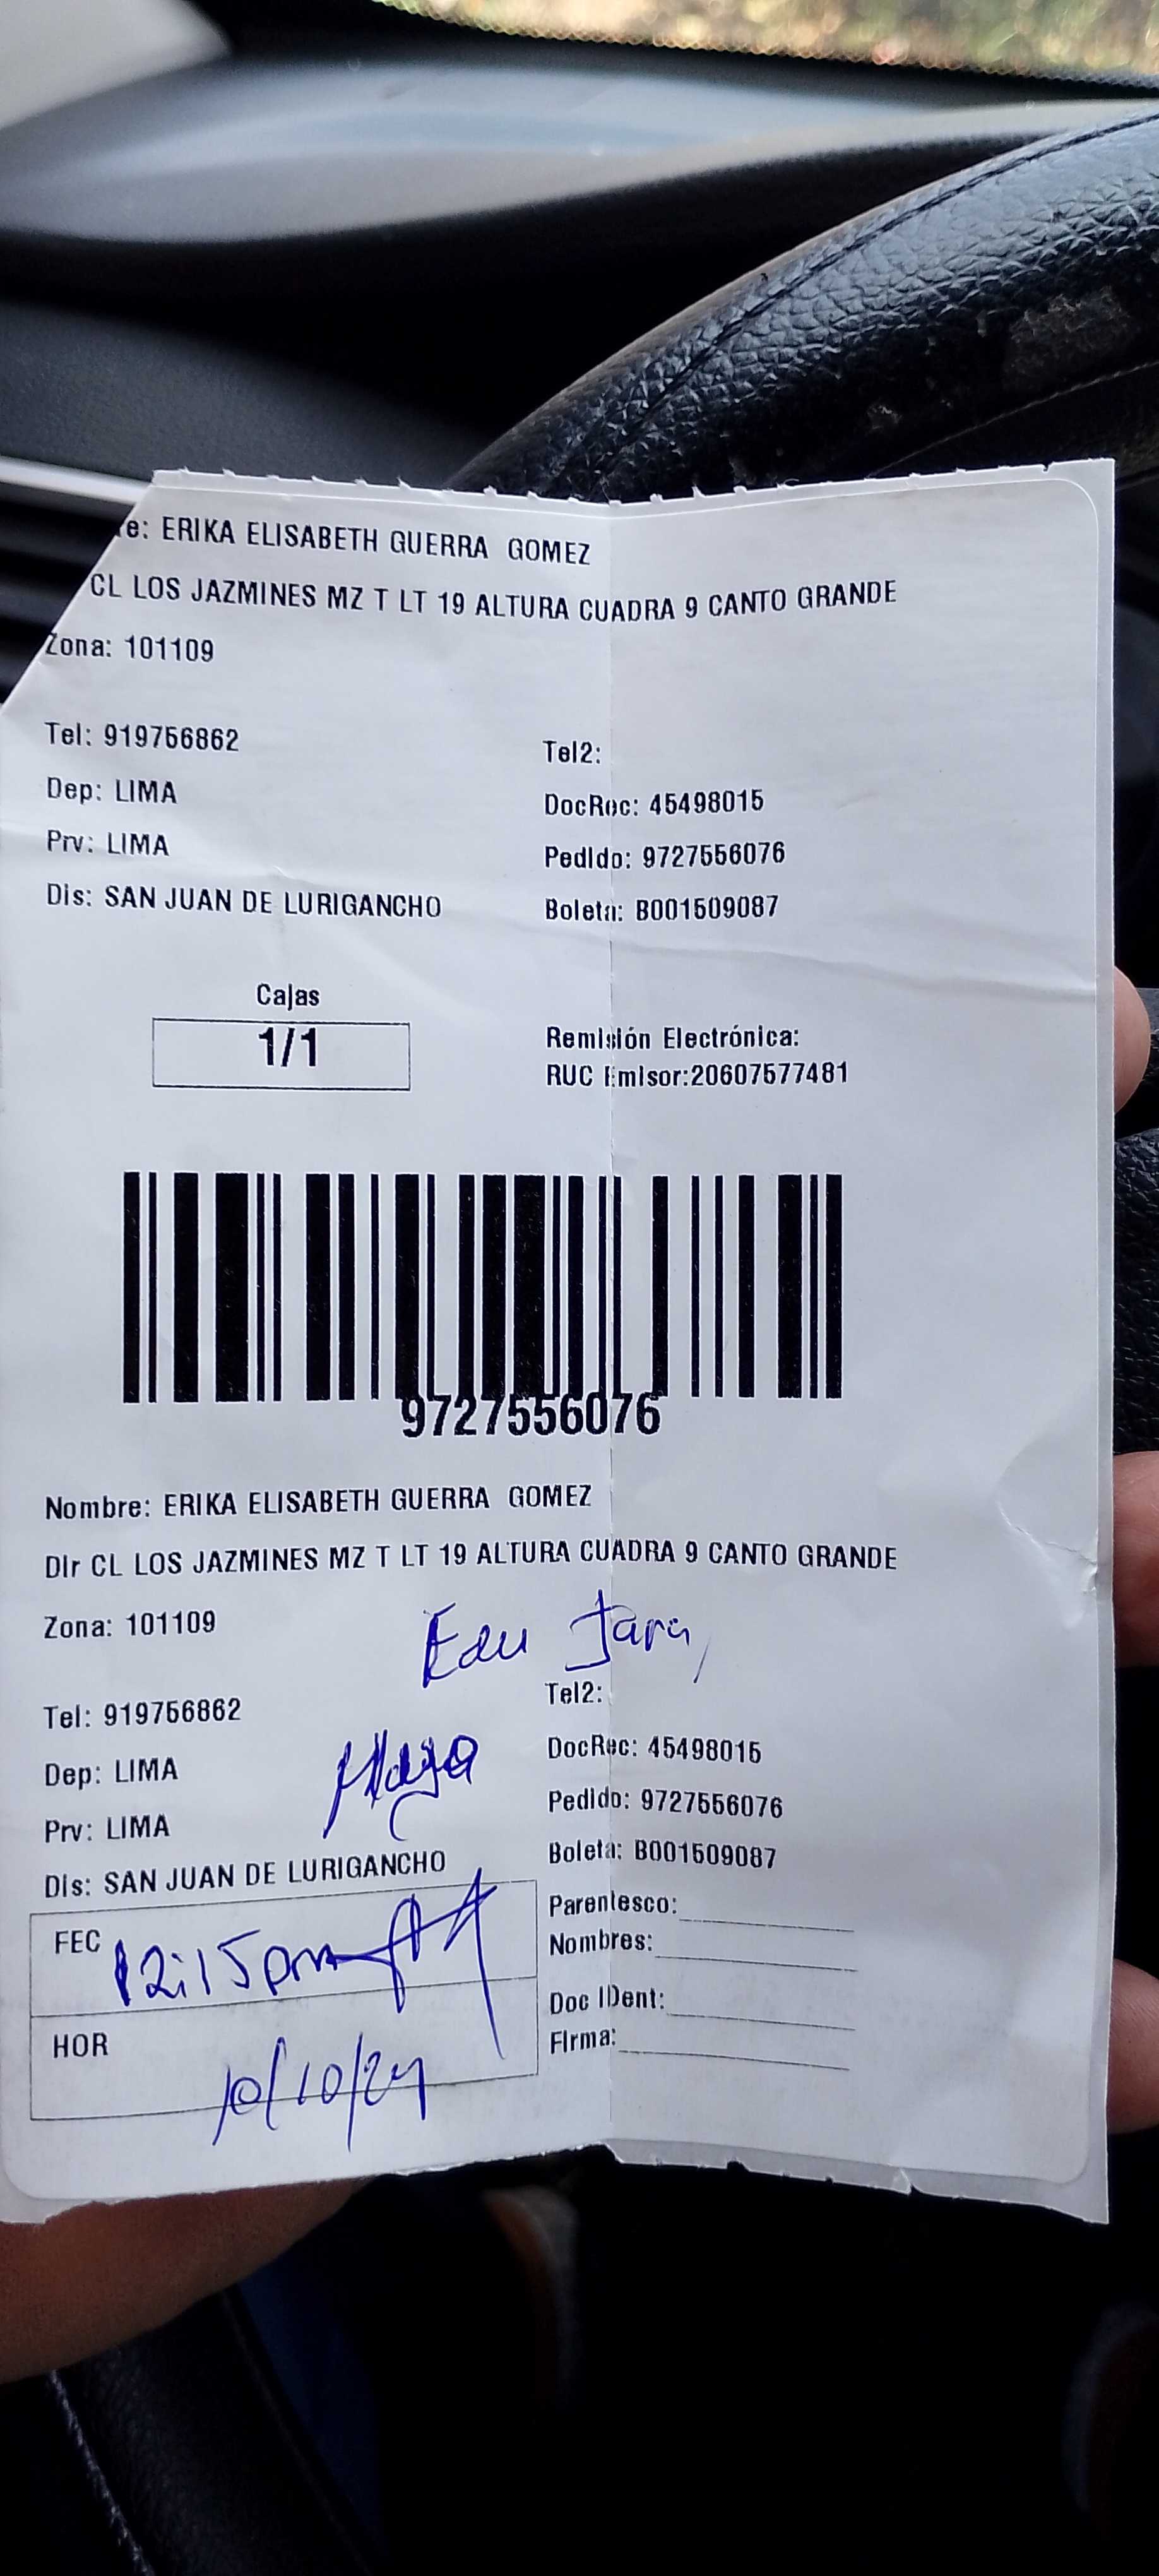 e: ERIKA ELISABETH GUERRA GOMEZ
CL LOS JAZMINES MZ T LT 19 ALTURA CUADRA 9 CANTO GRANDE
Zona: 101109
Tel: 919756862
Tel2:
Dep: LIMA
DocRec: 45498015
Prv: LIMA
Pedido: 9727556076
Dis: SAN JUAN DE LURIGANCHO
Boleta: B001509087
Cajas
1/1
Remisión Electrónica:
RUC Emisor:20607577481
9727556076
Nombre: ERIKA ELISABETH GUERRA GOMEZ
Dir CL LOS JAZMINES MZ T LT 19 ALTURA CUADRA 9 CANTO GRANDE
Zona: 101109
Edu Jara
Tel: 919756862
Tel2:
Dep: LIMA
DocRec: 45498015
Prv: LIMA
Pedido: 9727556076
Dis: SAN JUAN DE LURIGANCHO
Boleta: B001509087
FEC 12:15pm
Parentesco:
Nombres:
HOR 10/10/24
Doc IDent:
Firma: